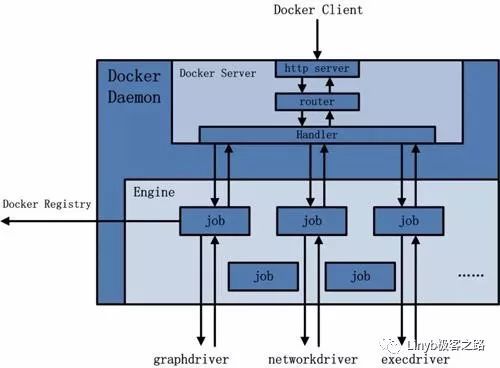 Docker Client
Docker
Daemon
Docker Server
http server
router
Handler
Docker Registry
Engine
job
job
job
job
job
......
graphdriver
networkdriver
execdriver
Linyb极客之路